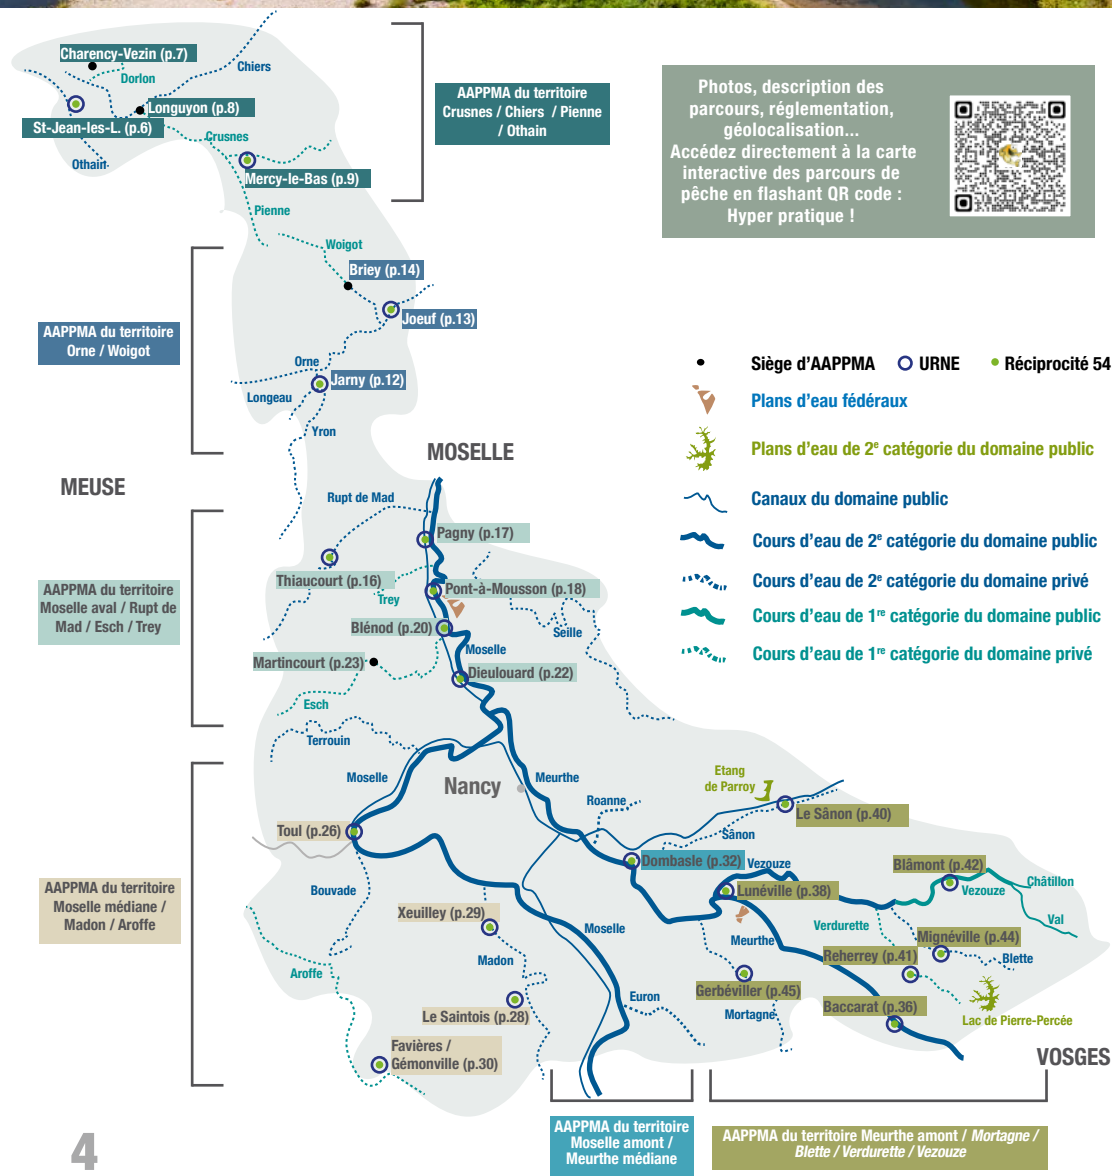 Charency-Vezin (p.7)
Dorlon
Chiers
Longuyon (p.8)
St-Jean-les-L. (p.6)
Othain
Crusnes
Mercy-le-Bas (p.9)
Pienne
AAPPMA du territoire
Crusnes / Chiers / Pienne
/ Othain
Photos, description des
parcours, réglementation,
géolocalisation...
Accédez directement à la carte
interactive des parcours de
pêche en flashant QR code :
Hyper pratique !
Woigot
Briey (p.14)
Joeuf (p.13)
AAPPMA du territoire
Orne / Woigot
Orne
Jarny (p.12)
Longeau
Yron
Siège d'AAPPMA
URNE
Réciprocité 54
Plans d'eau fédéraux
Plans d'eau de 2e catégorie du domaine public
Canaux du domaine public
Cours d'eau de 2e catégorie du domaine public
Cours d'eau de 2e catégorie du domaine privé
Cours d'eau de 1re catégorie du domaine public
Cours d'eau de 1re catégorie du domaine privé
MOSELLE
MEUSE
Rupt de Mad
Pagny (p.17)
Thiaucourt (p.16)
Trey
Pont-à-Mousson (p.18)
AAPPMA du territoire
Moselle aval / Rupt de
Mad / Esch / Trey
Blénod (p.20)
Seille
Moselle
Martincourt (p.23)
Dieulouard (p.22)
Esch
Terrouin
Moselle
Nancy
Meurthe
Etang
de Parroy
Roanne
Le Sânon (p.40)
Sânon
Toul (p.26)
Dombasle (p.32)
Vezouze
Blâmont (p.42)
Vezouze
Châtillon
Val
AAPPMA du territoire
Moselle médiane /
Madon / Aroffe
Bouvade
Lunéville (p.38)
Xeuilley (p.29)
Moselle
Meurthe
Verdurette
Mignéville (p.44)
Blette
Reherrey (p.41)
Madon
Aroffe
Gerbéviller (p.45)
Euron
Mortagne
Baccarat (p.36)
Lac de Pierre-Percée
Le Saintois (p.28)
Favières /
Gémonville (p.30)
VOSGES
AAPPMA du territoire
Moselle amont /
Meurthe médiane
AAPPMA du territoire Meurthe amont / Mortagne /
Blette / Verdurette / Vezouze
4